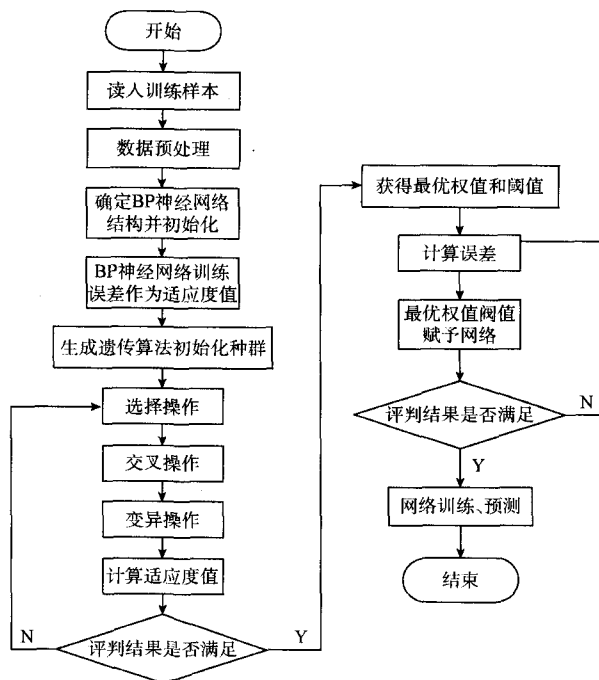 开始
读入训练样本
数据预处理
确定BP神经网络
结构并初始化
BP神经网络训练
误差作为适应度值
生成遗传算法初始化种群
选择操作
交叉操作
变异操作
计算适应度值
评判结果是否满足
N
Y
获得最优权值和阈值
计算误差
最优权值阀值
赋予网络
评判结果是否满足
N
Y
网络训练、预测
结束